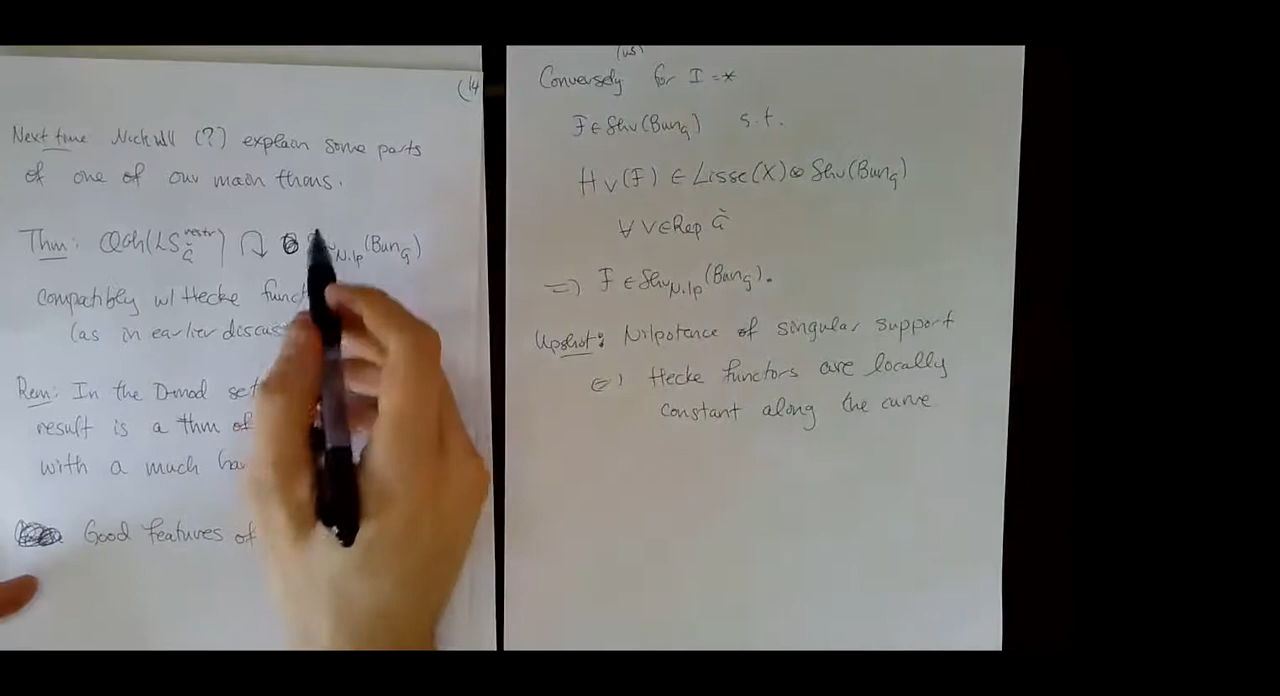 (14
Next time Nick will (?) explain some parts
of one of our main thms.
Thm: QCoh(LS^restr_Ǧ) ↷ Shv_Nilp(Bun_G)
compatibly w/ Hecke funct
(as in earlier discus
Rem: In the D-mod set
result is a thm of
with a much ha
Good features of
(us)
Conversely for I = *
F ∈ Shv(Bun_G) s.t.
H_V(F) ∈ Lisse(X) ⊗ Shv(Bun_G)
∀ V ∈ Rep Ǧ
=> F ∈ Shv_Nilp(Bun_G).
Upshot: Nilpotence of singular support
<=> Hecke functors are locally
constant along the curve